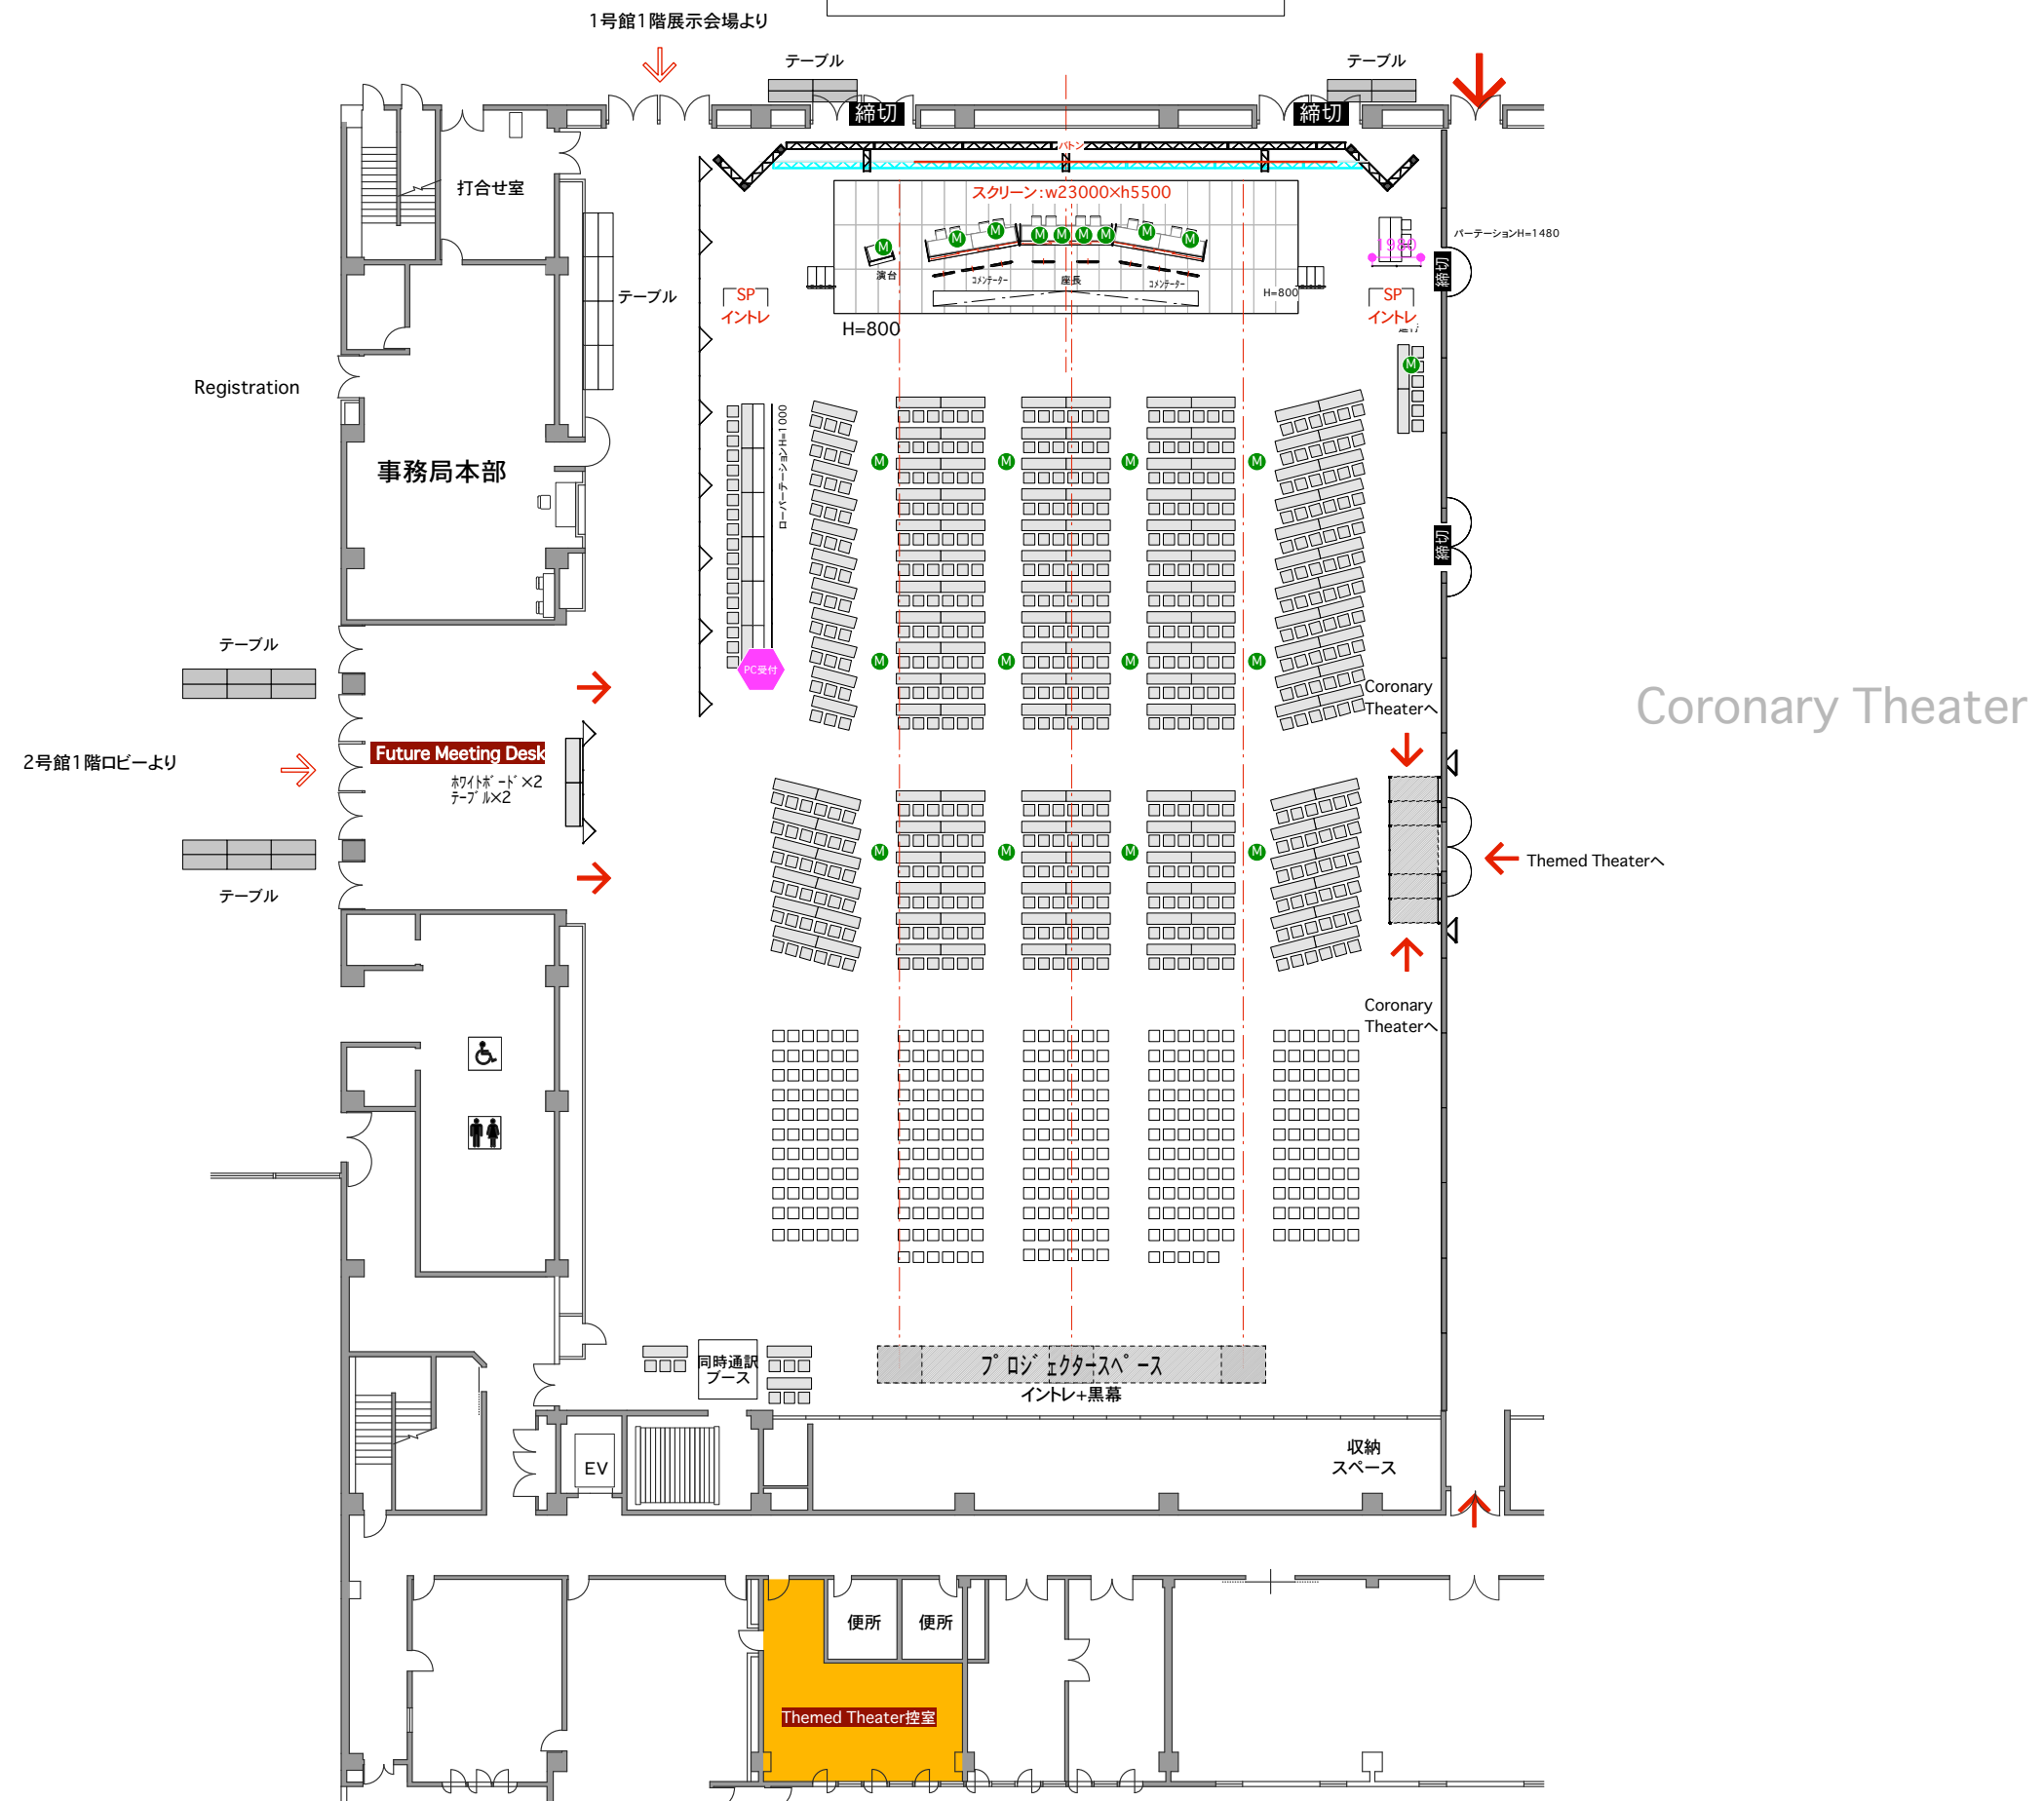 1号館1階展示会場より
テーブル
テーブル
締切
締切
バトン
打合せ室
スクリーン:w23000×h5500
M
M
M
M
M
M
M
M
M
演台
コメンテーター
座長
コメンテーター
H=800
H=800
パーテーションH=1480
1980
締切
テーブル
SP
イントレ
SP
イントレ
M
Registration
ローパーテーションH=1000
事務局本部
M
M
M
M
締切
テーブル
M
M
M
M
PC受付
Coronary
Theaterへ
Coronary Theater
2号館1階ロビーより
Future Meeting Desk
ホワイトボード×2
テーブル×2
M
M
M
M
Themed Theaterへ
テーブル
Coronary
Theaterへ
同時通訳
ブース
プロジェクタースペース
イントレ+黒幕
EV
収納
スペース
便所
便所
Themed Theater控室